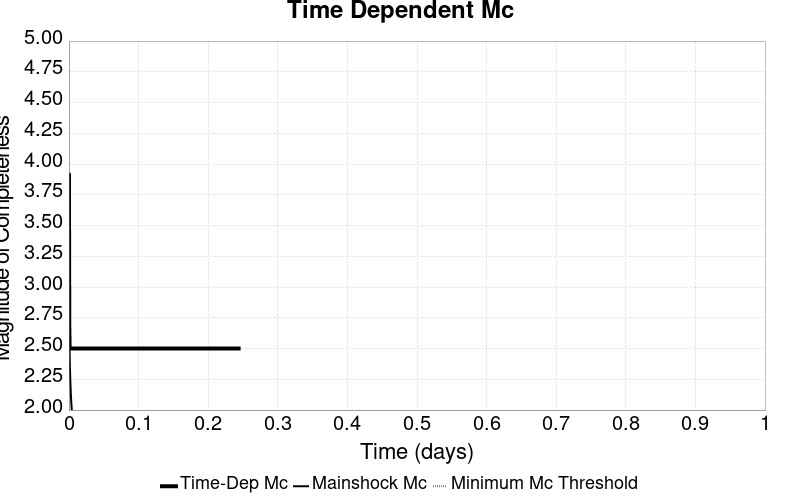 Time Dependent Mc
5.00
4.75
4.50
4.25
4.00
3.75
3.50
3.25
3.00
2.75
2.50
2.25
2.00
Magnitude of Completeness
0 0.1 0.2 0.3 0.4 0.5 0.6 0.7 0.8 0.9 1
Time (days)
Time-Dep Mc Mainshock Mc Minimum Mc Threshold